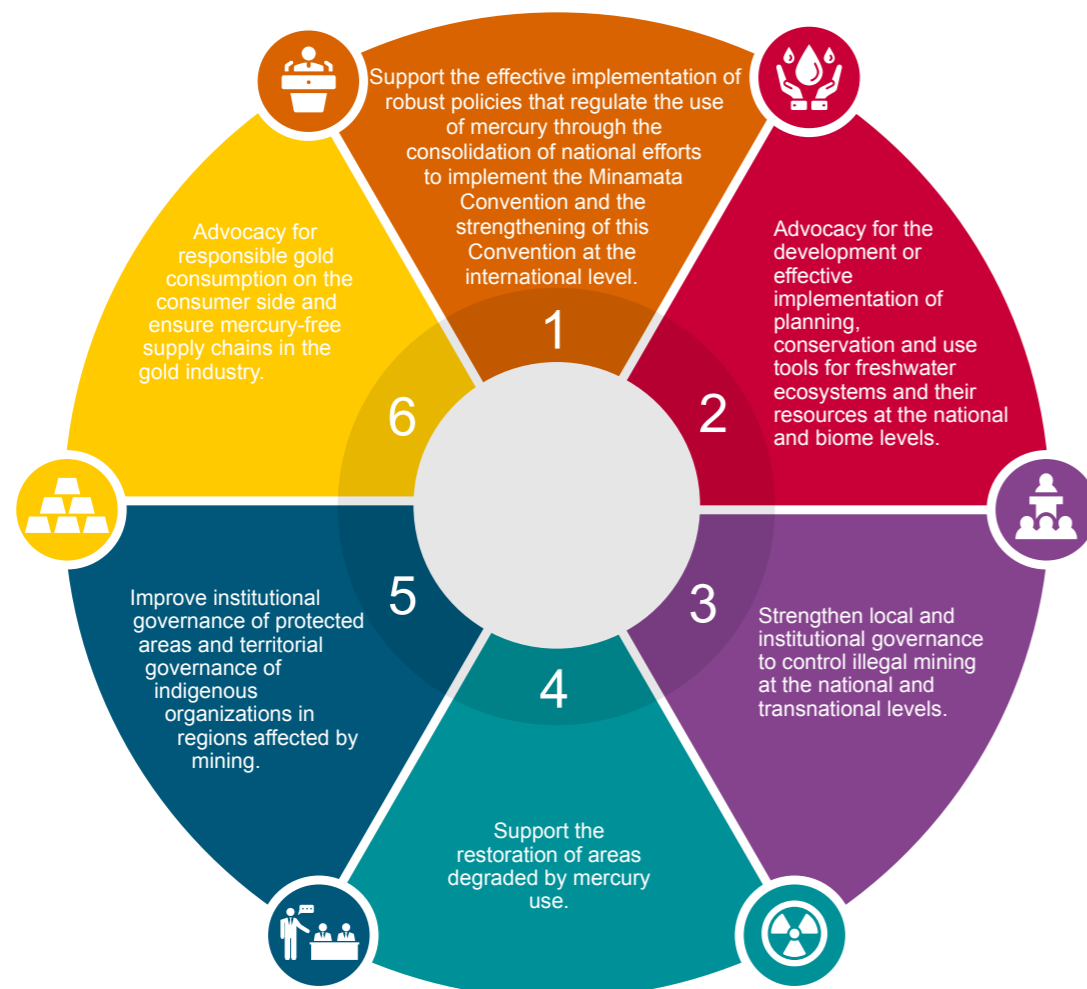 Support the effective implementation of
robust policies that regulate the use
of mercury through the
consolidation of national efforts
to implement the Minamata
Convention and the
strengthening of this
Convention at the
international level.
1
Advocacy for the
development or
effective
implementation of
planning,
conservation and use
tools for freshwater
ecosystems and their
resources at the national
and biome levels.
2
3
Strengthen local and
institutional governance
to control illegal mining
at the national and
transnational levels.
4
Support the
restoration of areas
degraded by mercury
use.
5
Improve institutional
governance of protected
areas and territorial
governance of
indigenous
organizations in
regions affected by
mining.
Advocacy for
responsible gold
consumption on the
consumer side and
ensure mercury-free
supply chains in the
gold industry.
6